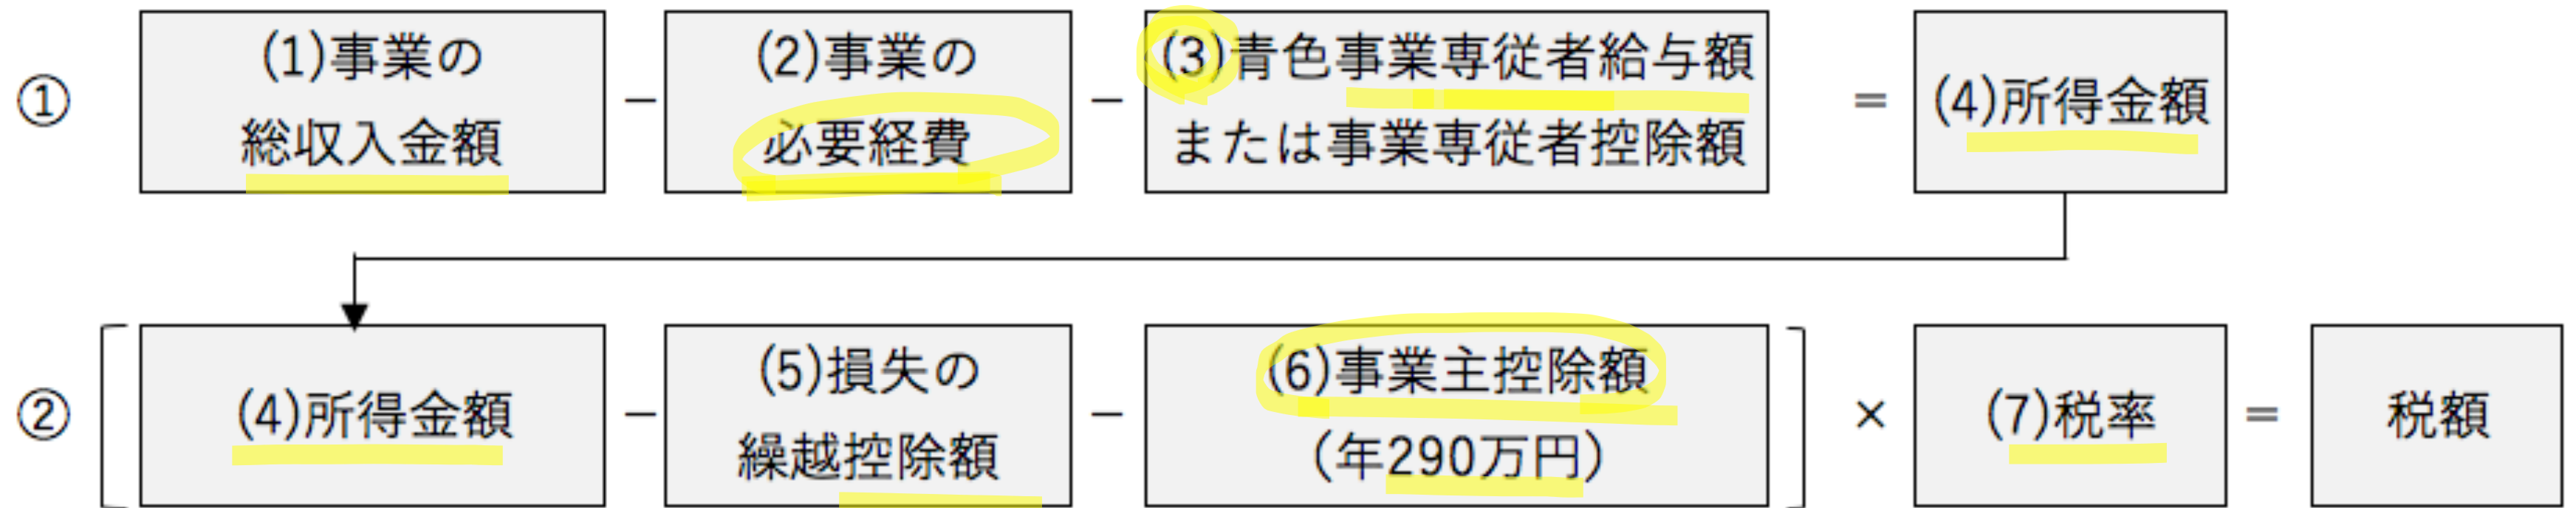 ① (1)事業の総収入金額 − (2)事業の必要経費 − (3)青色事業専従者給与額または事業専従者控除額 = (4)所得金額
② [(4)所得金額 − (5)損失の繰越控除額 − (6)事業主控除額(年290万円)] × (7)税率 = 税額